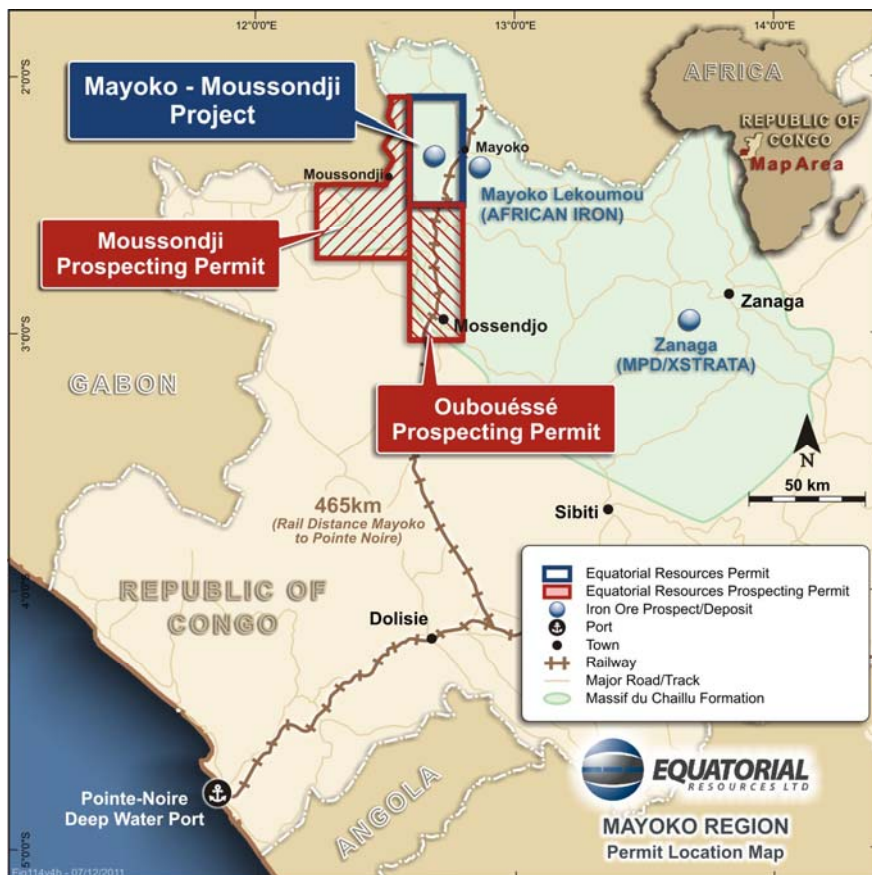 12°0'0"E
13°0'0"E
14°0'0"E
2°0'0"S
3°0'0"S
4°0'0"S
5°0'0"S
Mayoko - Moussondji
Project
AFRICA
REPUBLIC OF
CONGO
Map Area
Mayoko
Moussondji
Mayoko Lekoumou
(AFRICAN IRON)
Moussondji
Prospecting Permit
Zanaga
Mossendjo
Zanaga
(MPD/XSTRATA)
GABON
Oubouéssé
Prospecting Permit
N
50 km
465km
(Rail Distance Mayoko
to Pointe Noire)
Sibiti
REPUBLIC OF
CONGO
Dolisie
Equatorial Resources Permit
Equatorial Resources Prospecting Permit
Iron Ore Prospect/Deposit
Port
Town
Railway
Major Road/Track
Massif du Chaillu Formation
Pointe-Noire
Deep Water Port
ANGOLA
EQUATORIAL
RESOURCES LTD
MAYOKO REGION
Permit Location Map
Fig114v4h - 07/12/2011